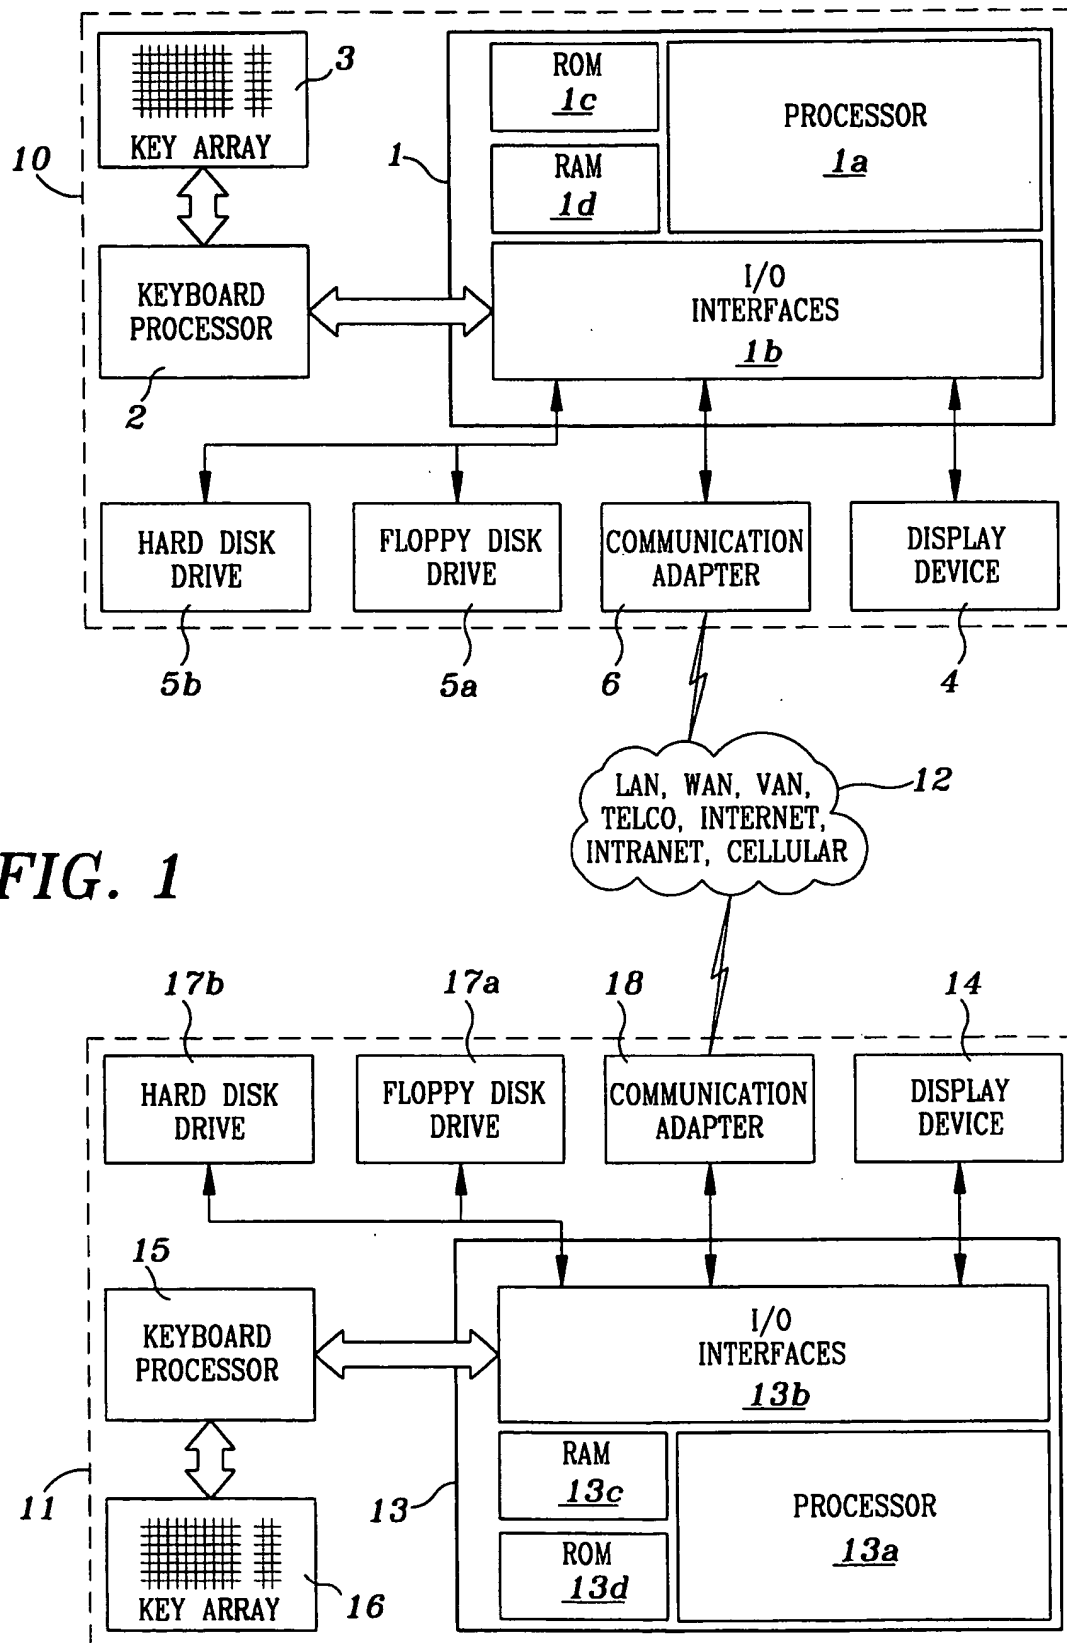 3
KEY ARRAY
10
1
ROM
1c
RAM
1d
PROCESSOR
1a
KEYBOARD
PROCESSOR
2
I/O
INTERFACES
1b
HARD DISK
DRIVE
5b
FLOPPY DISK
DRIVE
5a
COMMUNICATION
ADAPTER
6
DISPLAY
DEVICE
4
LAN, WAN, VAN,
TELCO, INTERNET,
INTRANET, CELLULAR
12
FIG. 1
17b
HARD DISK
DRIVE
17a
FLOPPY DISK
DRIVE
18
COMMUNICATION
ADAPTER
14
DISPLAY
DEVICE
15
KEYBOARD
PROCESSOR
I/O
INTERFACES
13b
11
KEY ARRAY
16
13
RAM
13c
ROM
13d
PROCESSOR
13a